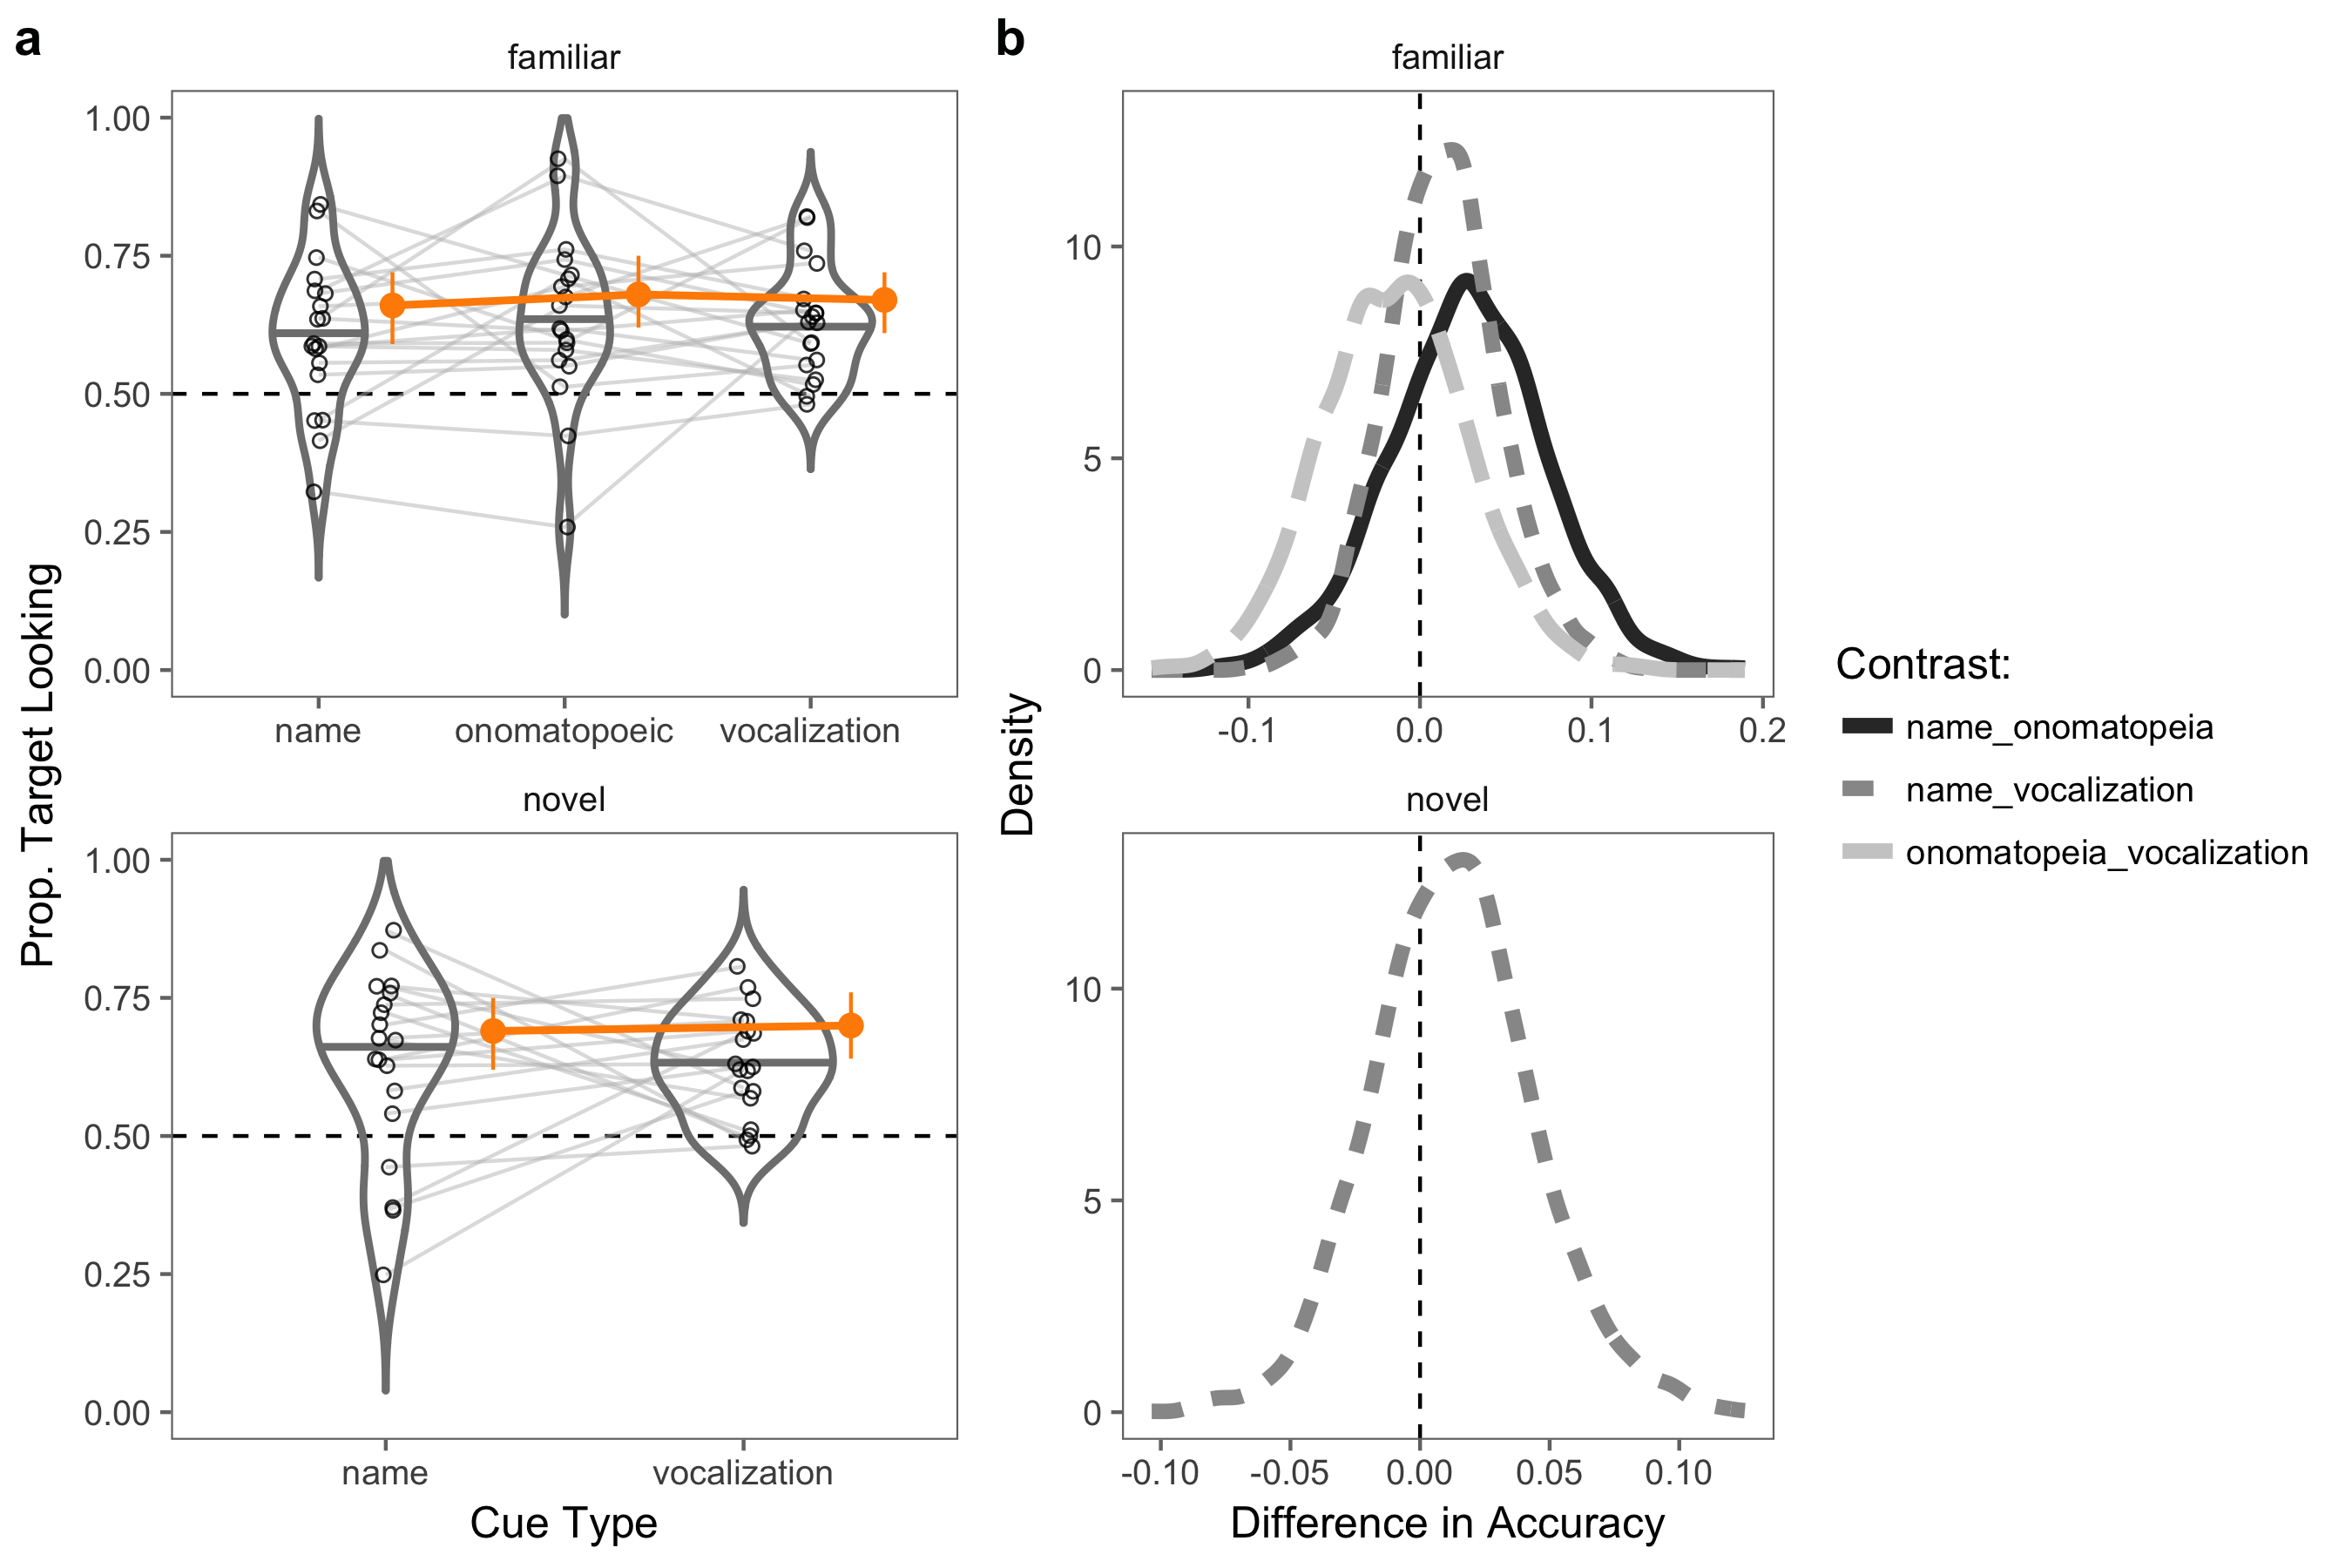 a
familiar
Prop. Target Looking
1.00
0.75
0.50
0.25
0.00
name onomatopoeic vocalization
novel
1.00
0.75
0.50
0.25
0.00
name vocalization
Cue Type
b
familiar
Density
10
5
0
-0.1 0.0 0.1 0.2
novel
10
5
0
-0.10 -0.05 0.00 0.05 0.10
Difference in Accuracy
Contrast:
name_onomatopeia
name_vocalization
onomatopeia_vocalization